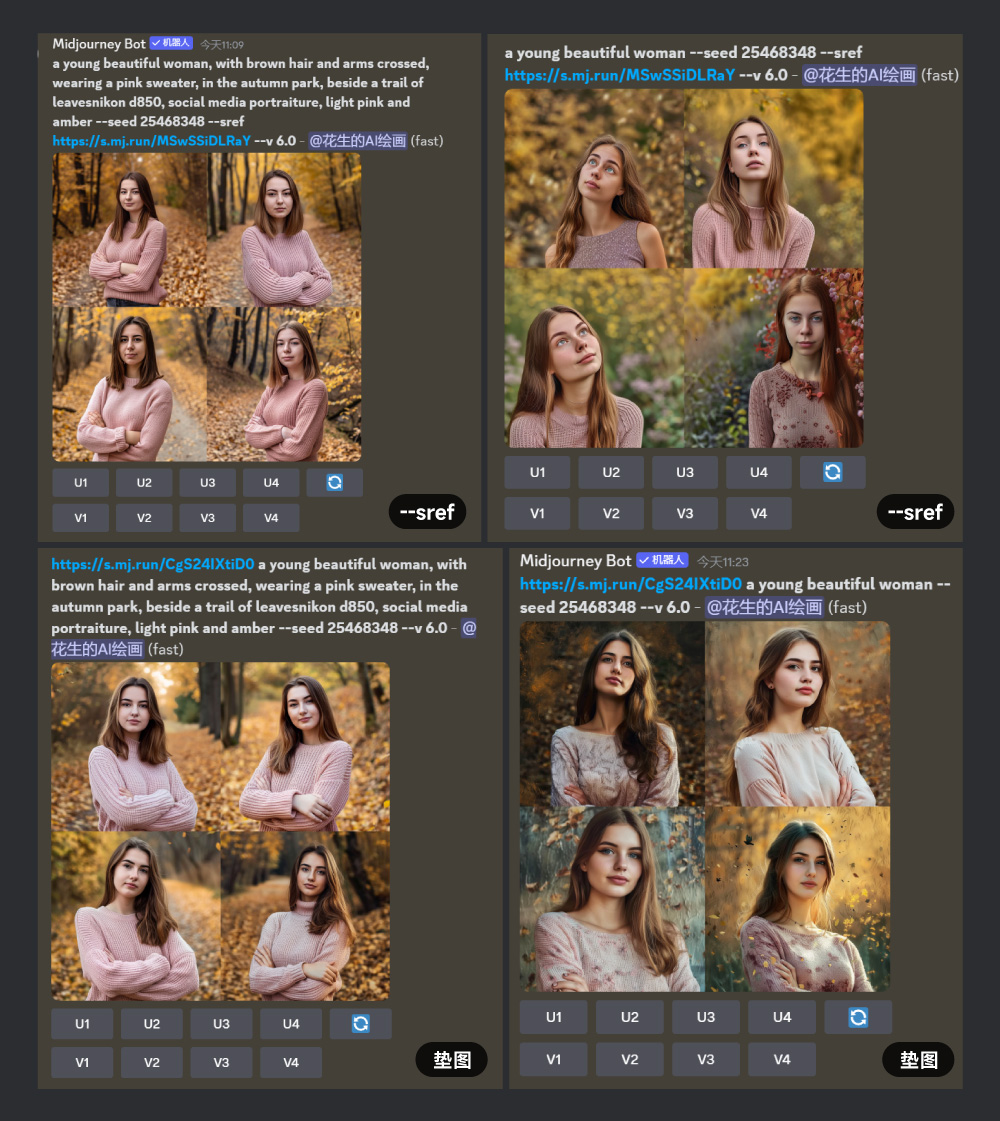 Midjourney Bot ✓机器人 今天11:09
a young beautiful woman, with brown hair and arms crossed,
wearing a pink sweater, in the autumn park, beside a trail of
leavesnikon d850, social media portraiture, light pink and
amber --seed 25468348 --sref
https://s.mj.run/MSwSSiDLRaY --v 6.0 - @花生的AI绘画 (fast)
U1 U2 U3 U4
V1 V2 V3 V4
--sref
a young beautiful woman --seed 25468348 --sref
https://s.mj.run/MSwSSiDLRaY --v 6.0 - @花生的AI绘画 (fast)
U1 U2 U3 U4
V1 V2 V3 V4
--sref
https://s.mj.run/CgS24IXtiD0 a young beautiful woman, with
brown hair and arms crossed, wearing a pink sweater, in the
autumn park, beside a trail of leavesnikon d850, social media
portraiture, light pink and amber --seed 25468348 --v 6.0 - @
花生的AI绘画 (fast)
U1 U2 U3 U4
V1 V2 V3 V4
垫图
Midjourney Bot ✓机器人 今天11:23
https://s.mj.run/CgS24IXtiD0 a young beautiful woman --
seed 25468348 --v 6.0 - @花生的AI绘画 (fast)
U1 U2 U3 U4
V1 V2 V3 V4
垫图